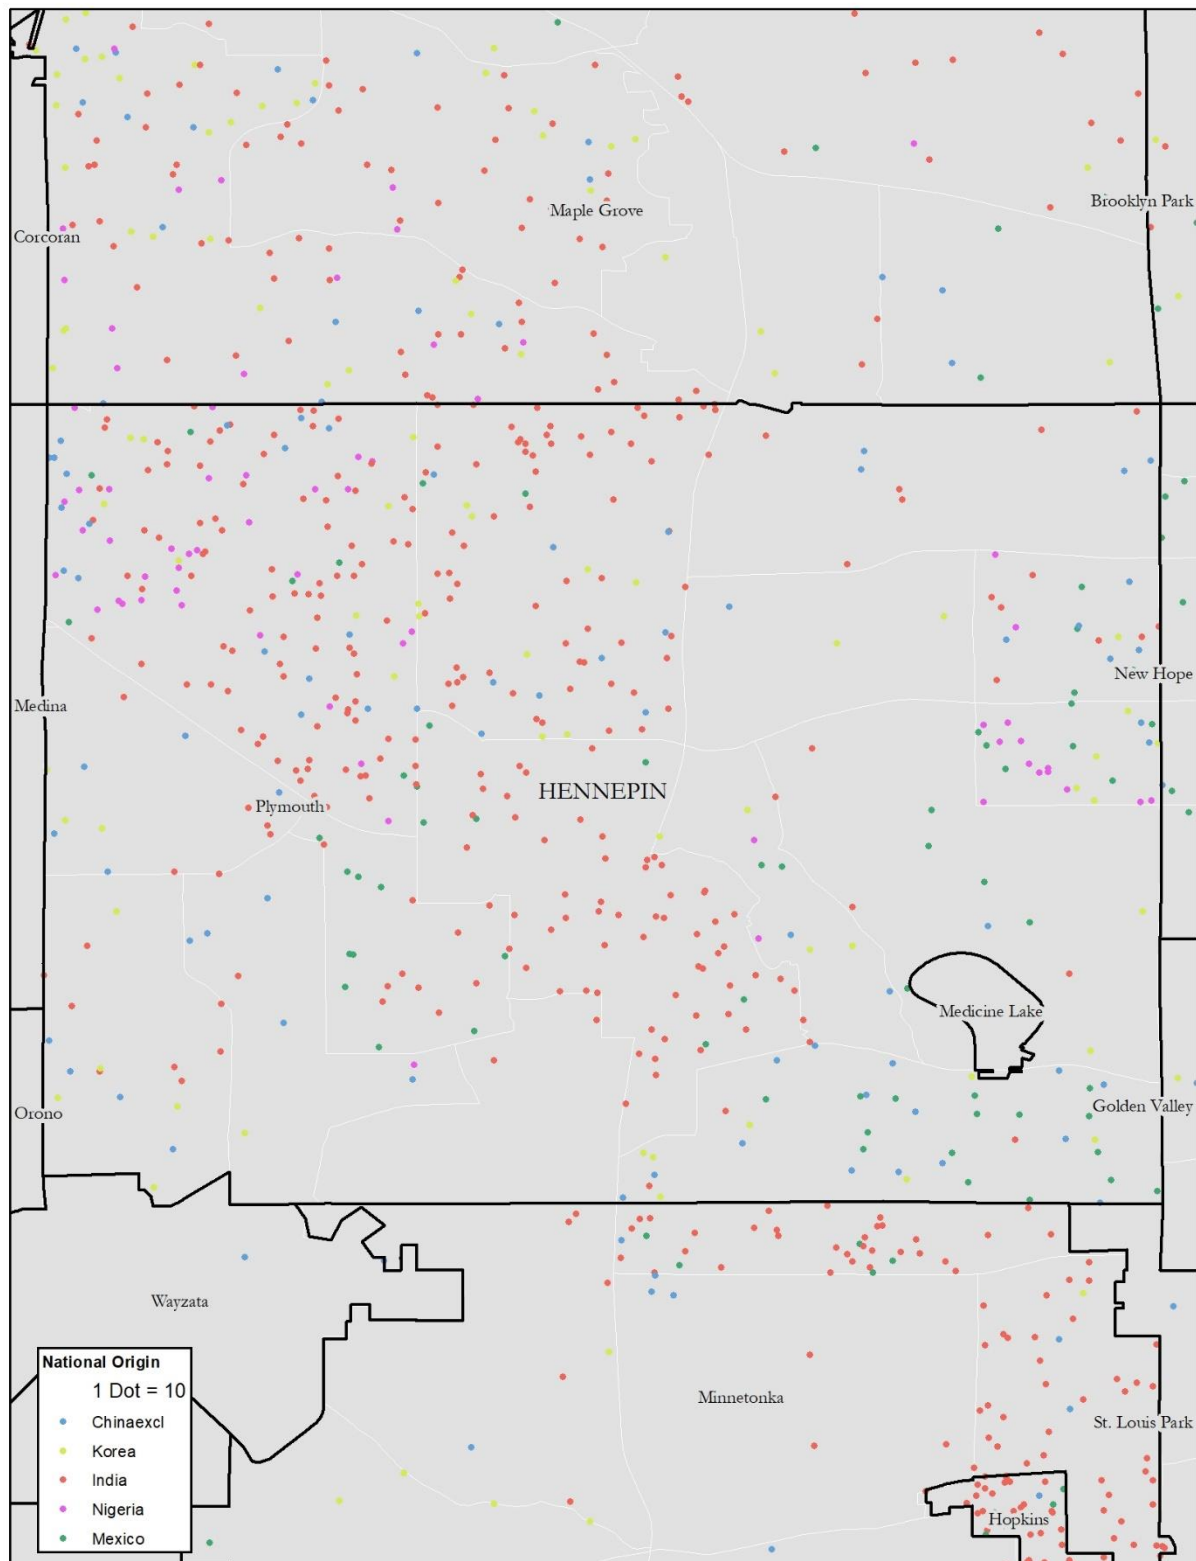 Maple Grove
Brooklyn Park
Corcoran
New Hope
Medina
HENNEPIN
Plymouth
Medicine Lake
Orono
Golden Valley
Wayzata
Minnetonka
St. Louis Park
Hopkins
National Origin
1 Dot = 10
Chinaexcl
Korea
India
Nigeria
Mexico